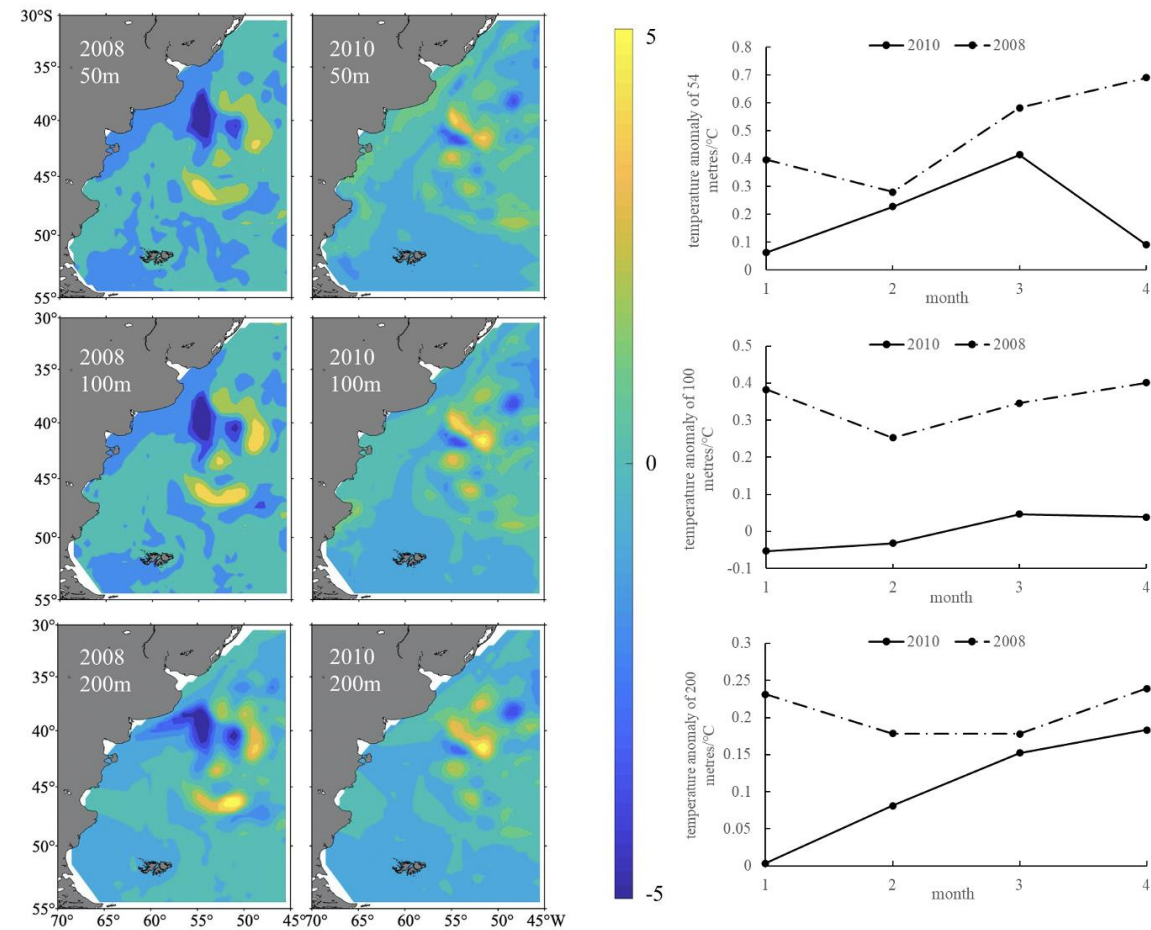 30°S
35°
40°
45°
50°
55°
2008
50m
2010
50m
30°
35°
40°
45°
50°
55°
2008
100m
2010
100m
30°
35°
40°
45°
50°
55°
2008
200m
2010
200m
70° 65° 60° 55° 50° 45°
70° 65° 60° 55° 50° 45°W
5
0
-5
2010 2008
temperature anomaly of 54
metres/°C
0.8
0.7
0.6
0.5
0.4
0.3
0.2
0.1
0
1 2 3 4
month
2010 2008
temperature anomaly of 100
metres/°C
0.5
0.4
0.3
0.2
0.1
0
-0.1
1 2 3 4
month
2010 2008
temperature anomaly of 200
metres/°C
0.3
0.25
0.2
0.15
0.1
0.05
0
1 2 3 4
month